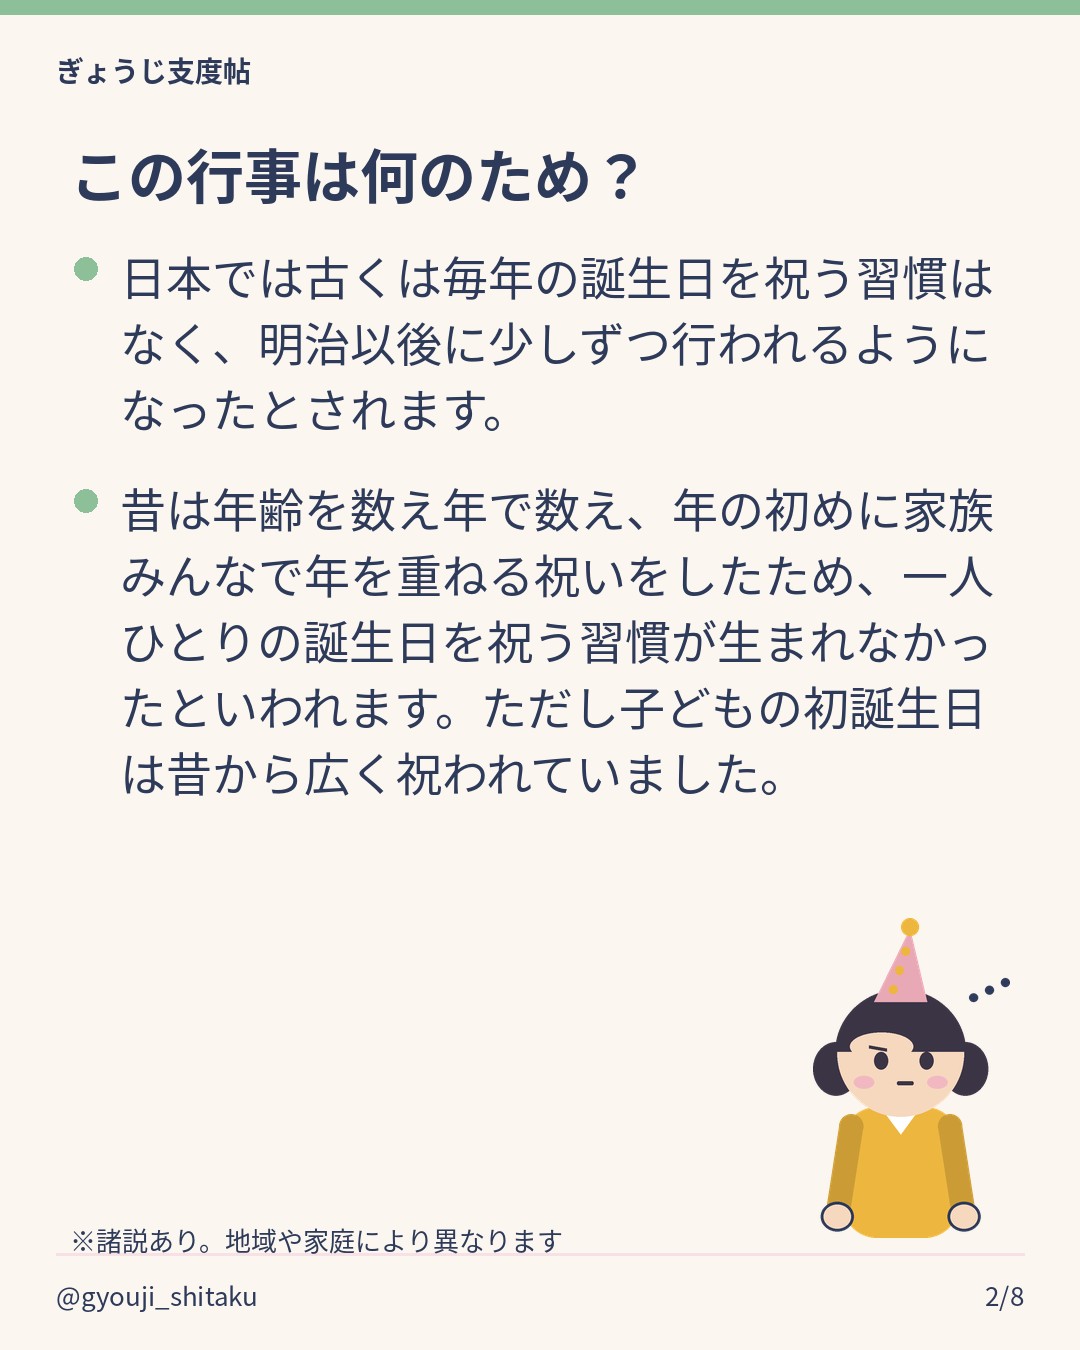 ぎょうじ支度帖
この行事は何のため？
日本では古くは毎年の誕生日を祝う習慣は
なく、明治以後に少しずつ行われるように
なったとされます。
昔は年齢を数え年で数え、年の初めに家族
みんなで年を重ねる祝いをしたため、一人
ひとりの誕生日を祝う習慣が生まれなかっ
たといわれます。ただし子どもの初誕生日
は昔から広く祝われていました。
※諸説あり。地域や家庭により異なります
@gyouji_shitaku
2/8